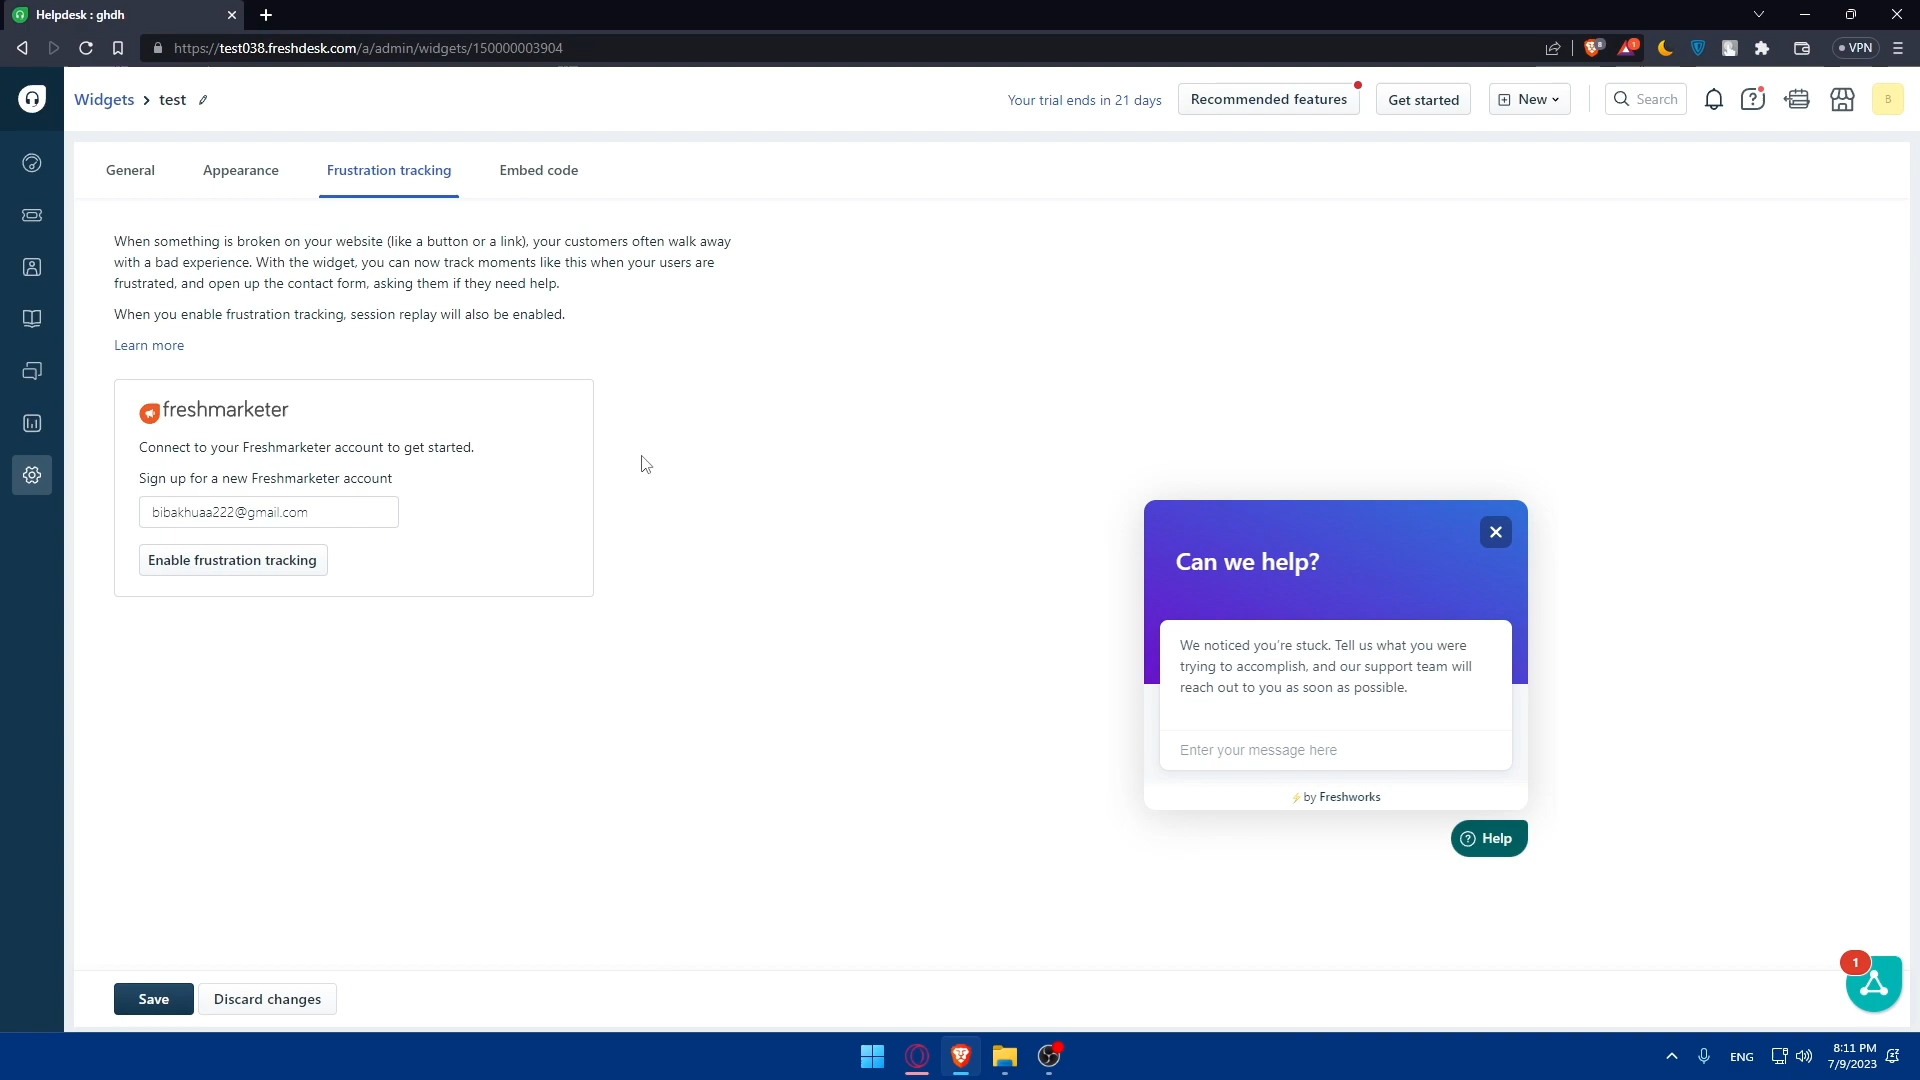 Helpdesk : ghdh
https://test038.freshdesk.com/a/admin/widgets/150000003904
8
1
VPN
Widgets > test
Your trial ends in 21 days
Recommended features
Get started
New
Search
B
General
Appearance
Frustration tracking
Embed code
When something is broken on your website (like a button or a link), your customers often walk away
with a bad experience. With the widget, you can now track moments like this when your users are
frustrated, and open up the contact form, asking them if they need help.
When you enable frustration tracking, session replay will also be enabled.
Learn more
freshmarketer
Connect to your Freshmarketer account to get started.
Sign up for a new Freshmarketer account
bibakhuaa222@gmail.com
Enable frustration tracking
Can we help?
We noticed you're stuck. Tell us what you were
trying to accomplish, and our support team will
reach out to you as soon as possible.
Enter your message here
⚡by Freshworks
Help
1
Save
Discard changes
ENG
8:11 PM
7/9/2023